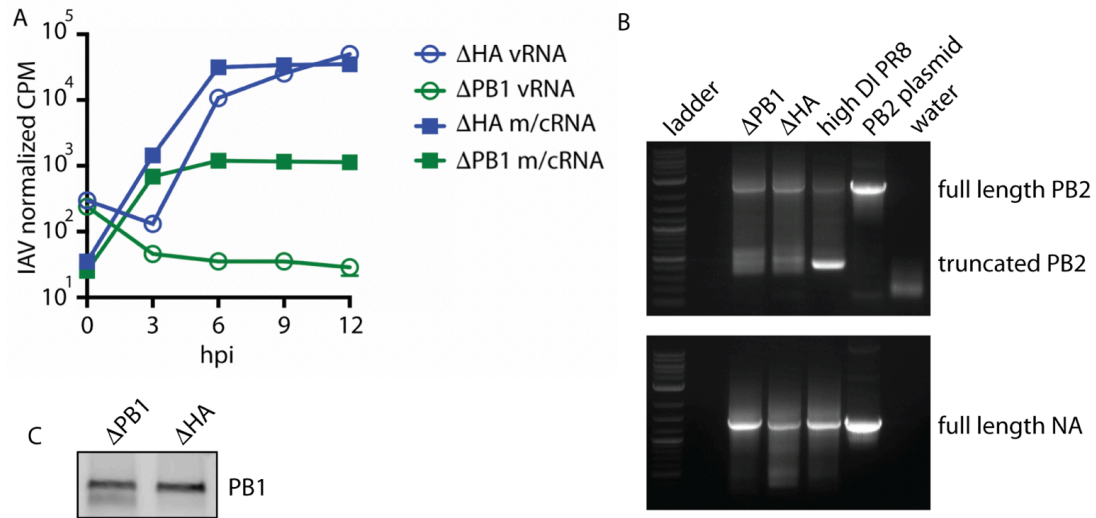 A
IAV normalized CPM
10^5
10^4
10^3
10^2
10^1
0 3 6 9 12
hpi
ΔHA vRNA
ΔPB1 vRNA
ΔHA m/cRNA
ΔPB1 m/cRNA
B
ladder
ΔPB1
ΔHA
high DI PR8
PB2 plasmid
water
full length PB2
truncated PB2
full length NA
C
ΔPB1
ΔHA
PB1